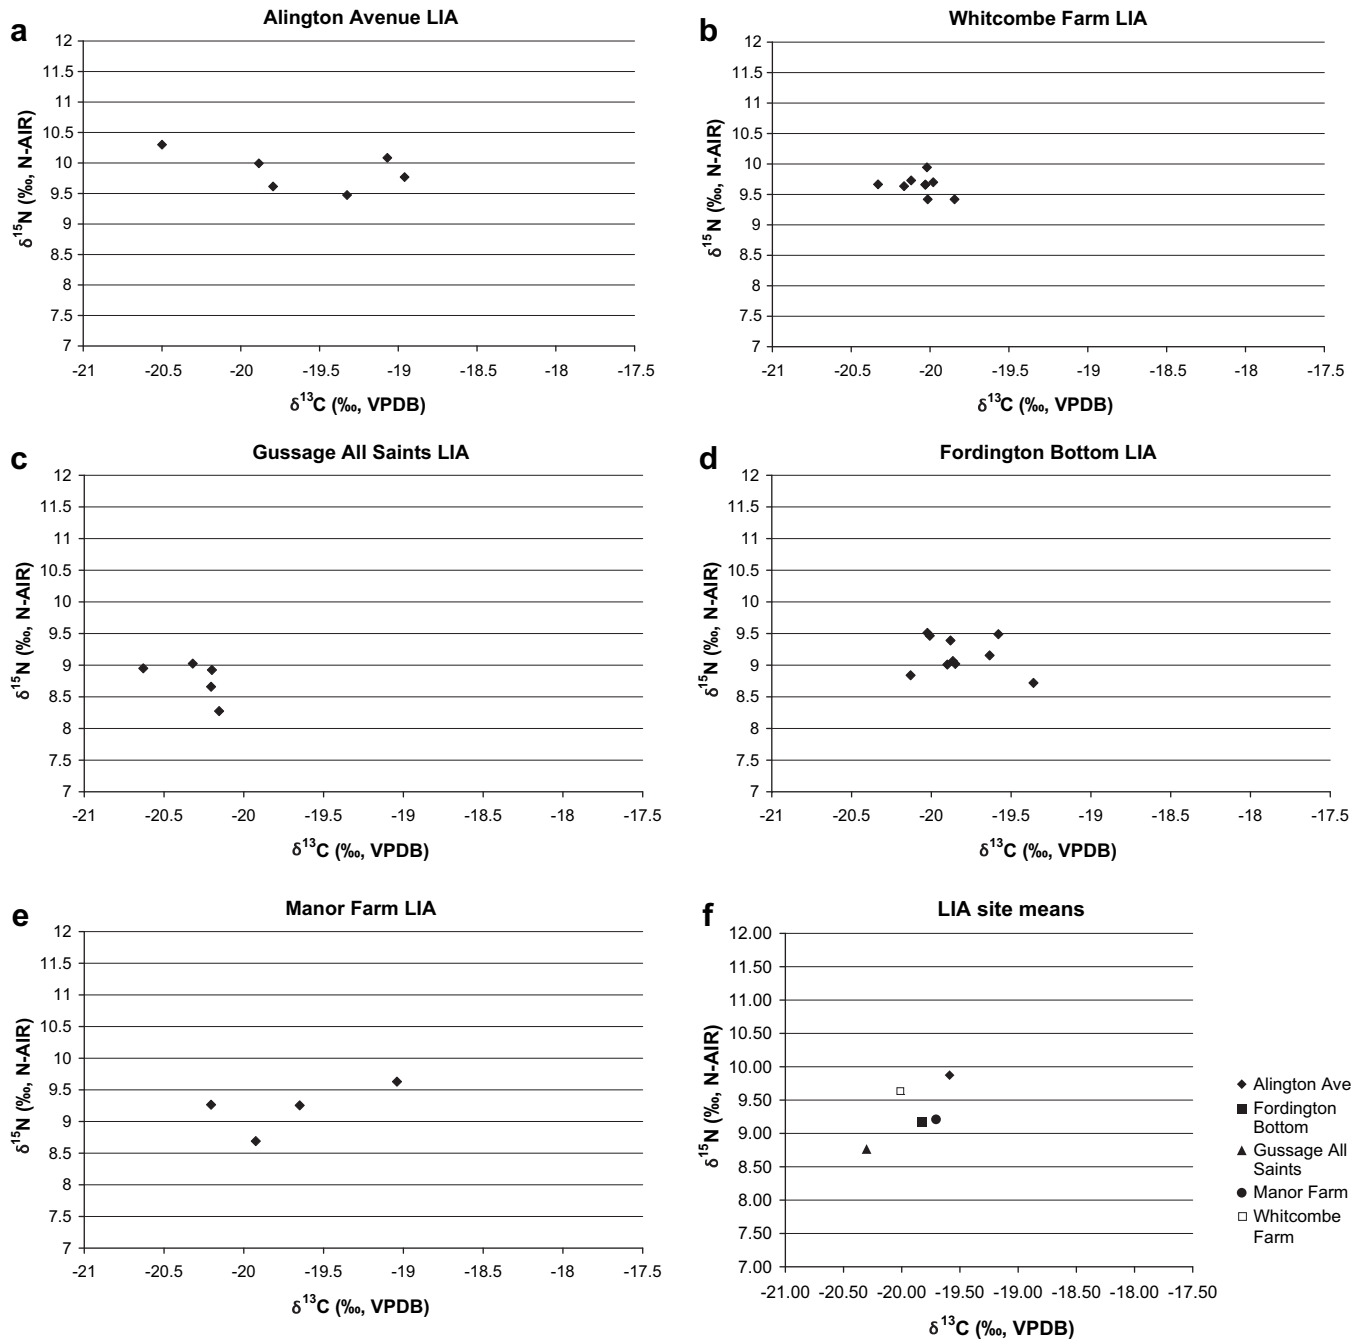 a
Alington Avenue LIA
12
11.5
11
10.5
10
9.5
9
8.5
8
7.5
7
δ15N (‰, N-AIR)
-21 -20.5 -20 -19.5 -19 -18.5 -18 -17.5
δ13C (‰, VPDB)
b
Whitcombe Farm LIA
12
11.5
11
10.5
10
9.5
9
8.5
8
7.5
7
δ15N (‰, N-AIR)
-21 -20.5 -20 -19.5 -19 -18.5 -18 -17.5
δ13C (‰, VPDB)
c
Gussage All Saints LIA
12
11.5
11
10.5
10
9.5
9
8.5
8
7.5
7
δ15N (‰, N-AIR)
-21 -20.5 -20 -19.5 -19 -18.5 -18 -17.5
δ13C (‰, VPDB)
d
Fordington Bottom LIA
12
11.5
11
10.5
10
9.5
9
8.5
8
7.5
7
δ15N (‰, N-AIR)
-21 -20.5 -20 -19.5 -19 -18.5 -18 -17.5
δ13C (‰, VPDB)
e
Manor Farm LIA
12
11.5
11
10.5
10
9.5
9
8.5
8
7.5
7
δ15N (‰, N-AIR)
-21 -20.5 -20 -19.5 -19 -18.5 -18 -17.5
δ13C (‰, VPDB)
f
LIA site means
12.00
11.50
11.00
10.50
10.00
9.50
9.00
8.50
8.00
7.50
7.00
δ15N (‰, N-AIR)
-21.00 -20.50 -20.00 -19.50 -19.00 -18.50 -18.00 -17.50
δ13C (‰, VPDB)
Alington Ave
Fordington
Bottom
Gussage All
Saints
Manor Farm
Whitcombe
Farm